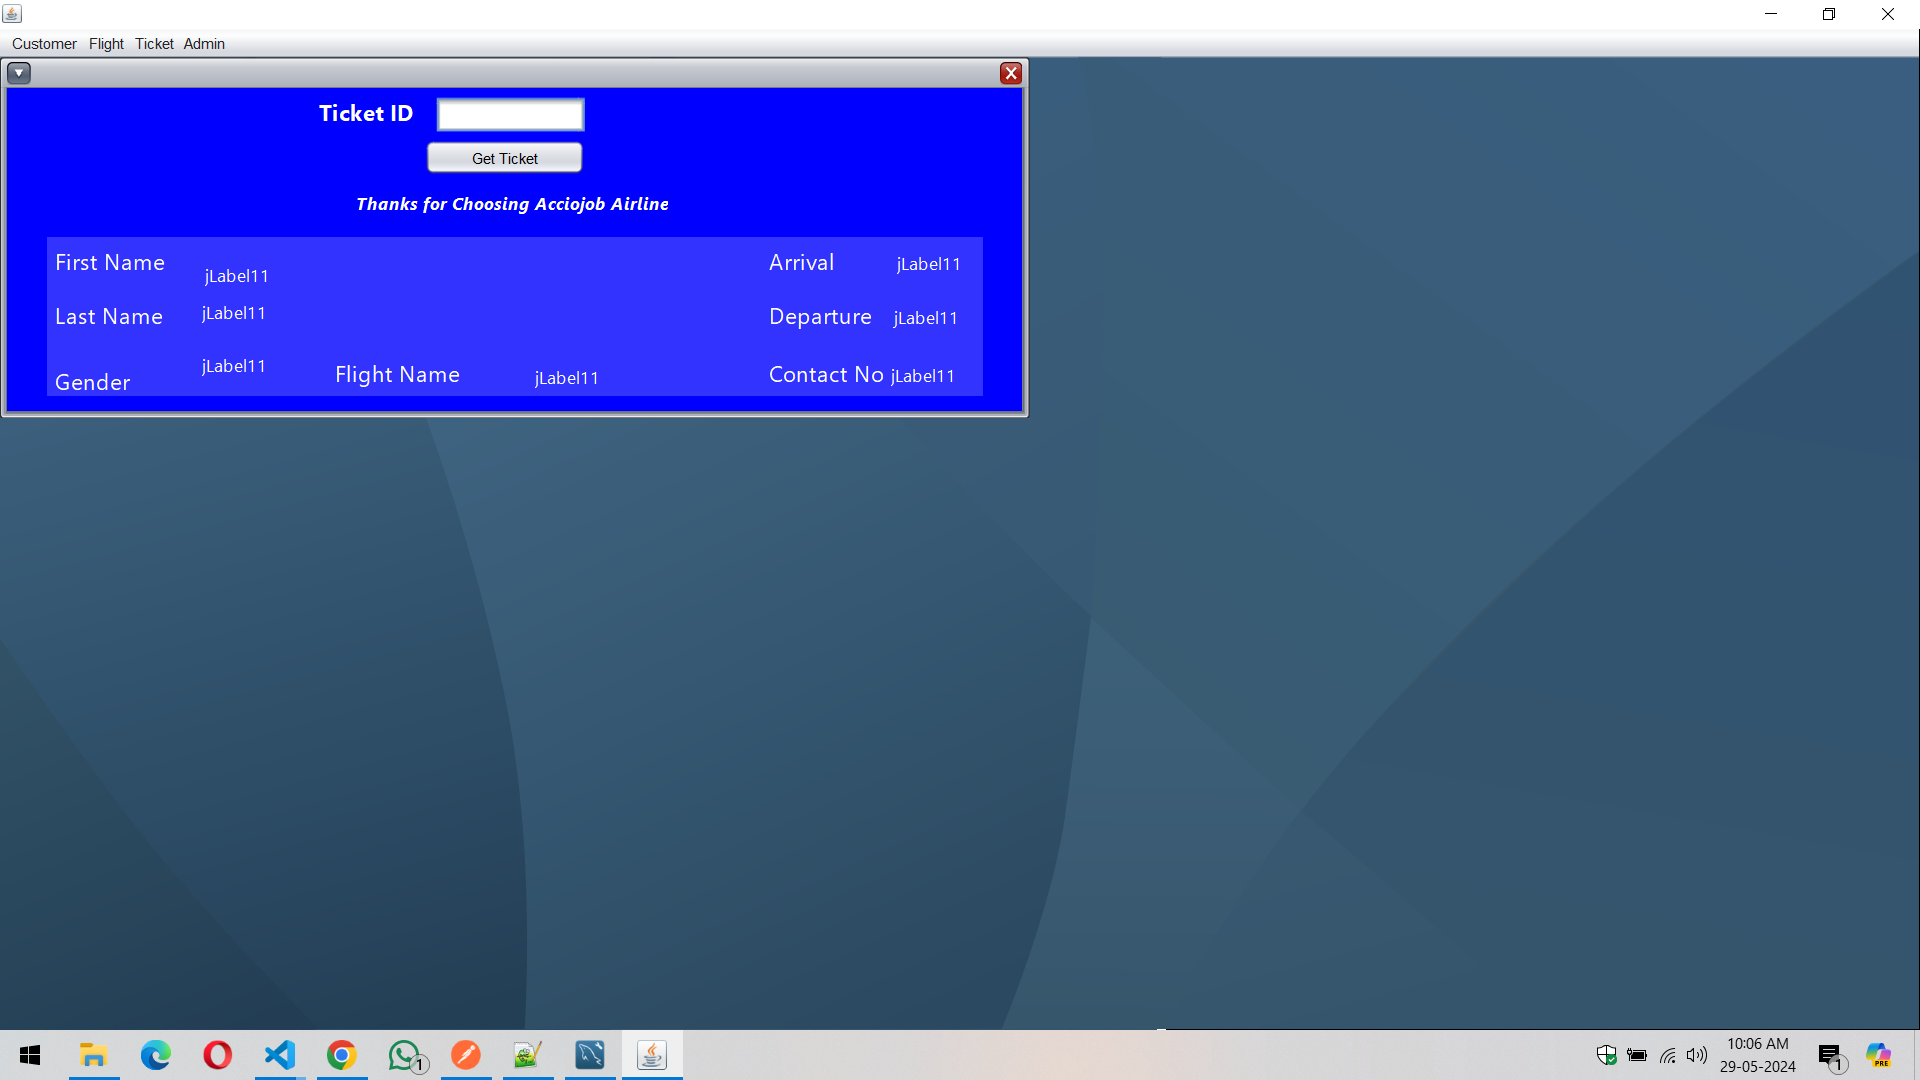 Customer Flight Ticket Admin
Ticket ID
Get Ticket
Thanks for Choosing Acciojob Airline
First Name jLabel11 Arrival jLabel11
Last Name jLabel11 Departure jLabel11
Gender jLabel11 Flight Name jLabel11 Contact No jLabel11
1
10:06 AM
29-05-2024
1
PRE